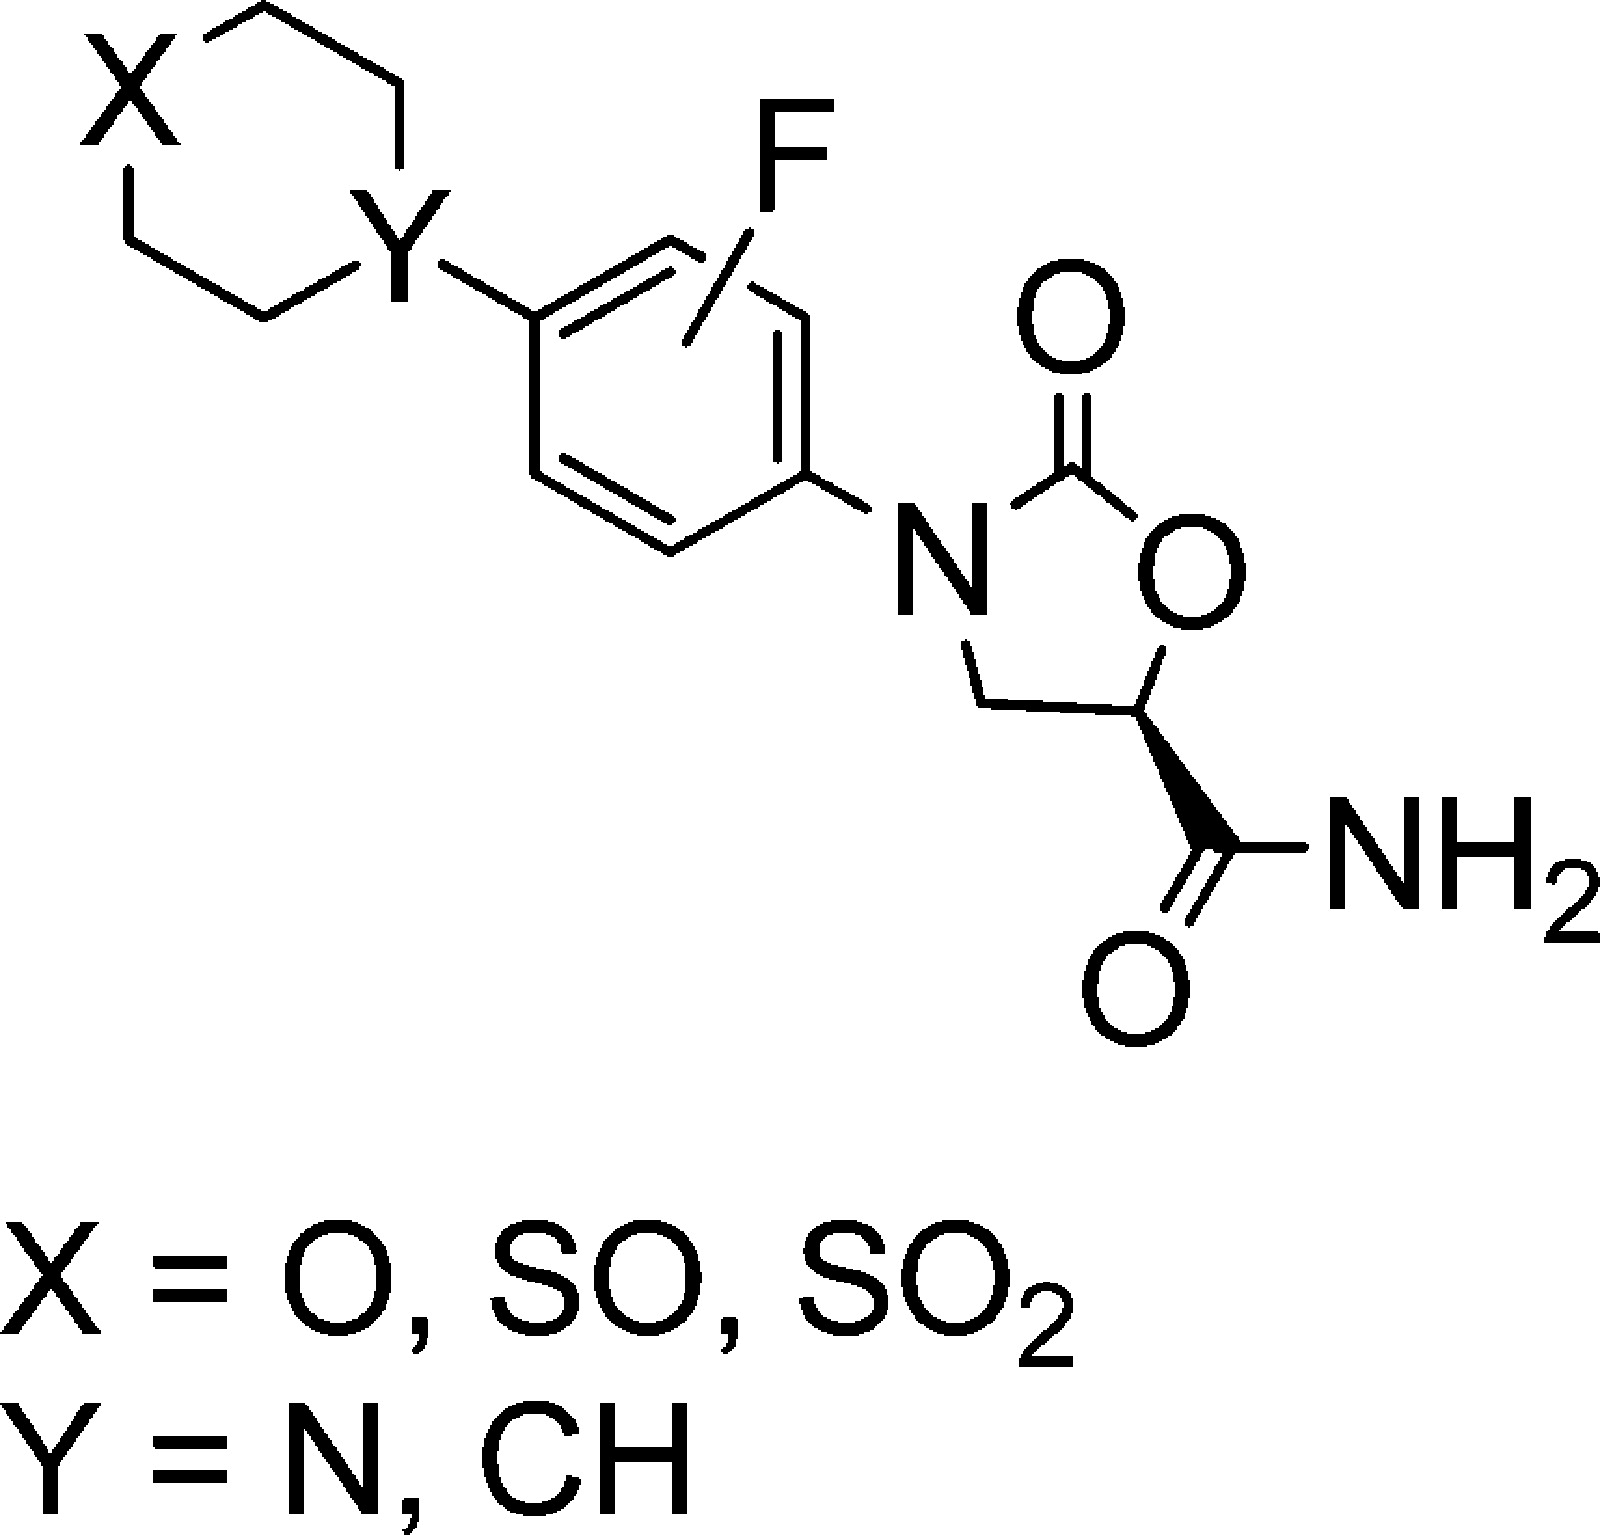 X
F
Y
O
N
O
NH2
O
X = O, SO, SO2
Y = N, CH